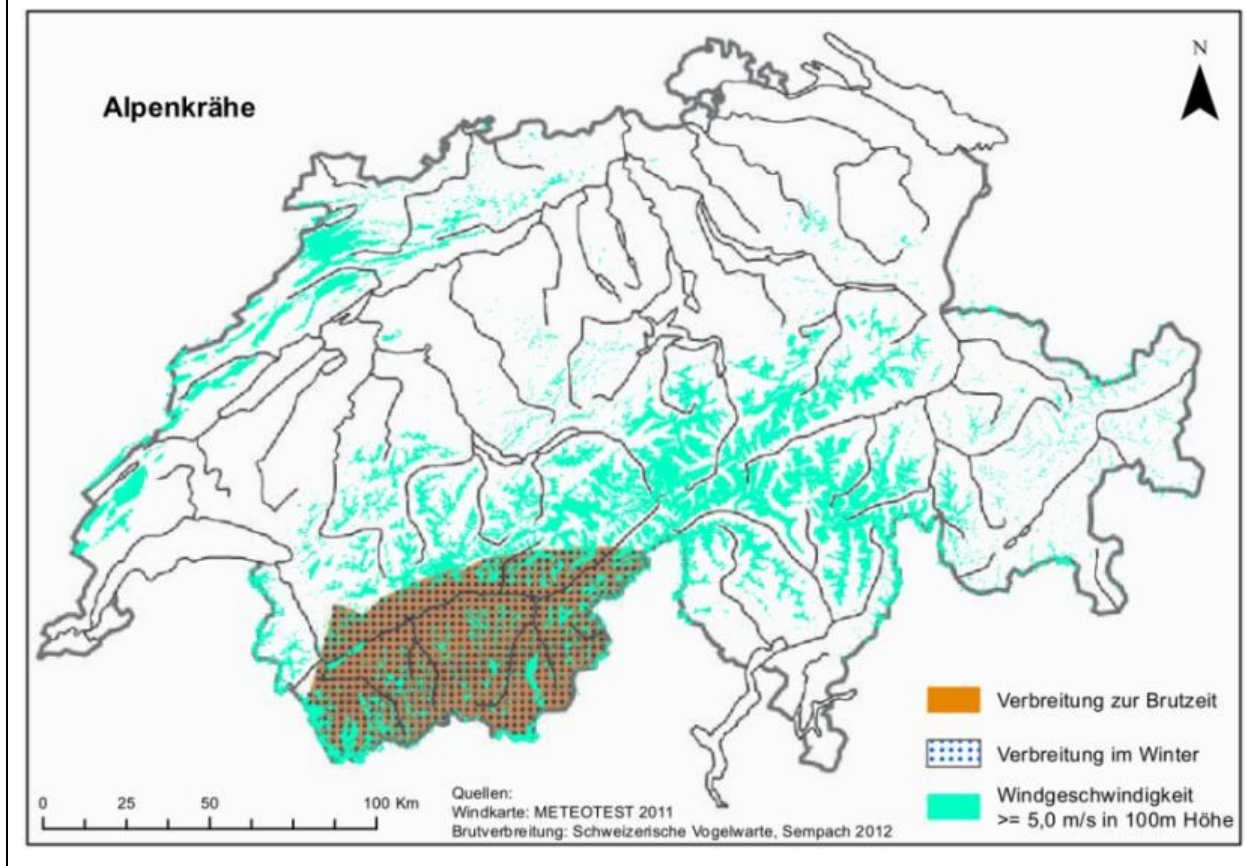 N
Alpenkrähe
Verbreitung zur Brutzeit
Verbreitung im Winter
Windgeschwindigkeit
>= 5,0 m/s in 100m Höhe
Quellen:
Windkarte: METEOTEST 2011
Brutverbreitung: Schweizerische Vogelwarte, Sempach 2012
0 25 50 100 Km